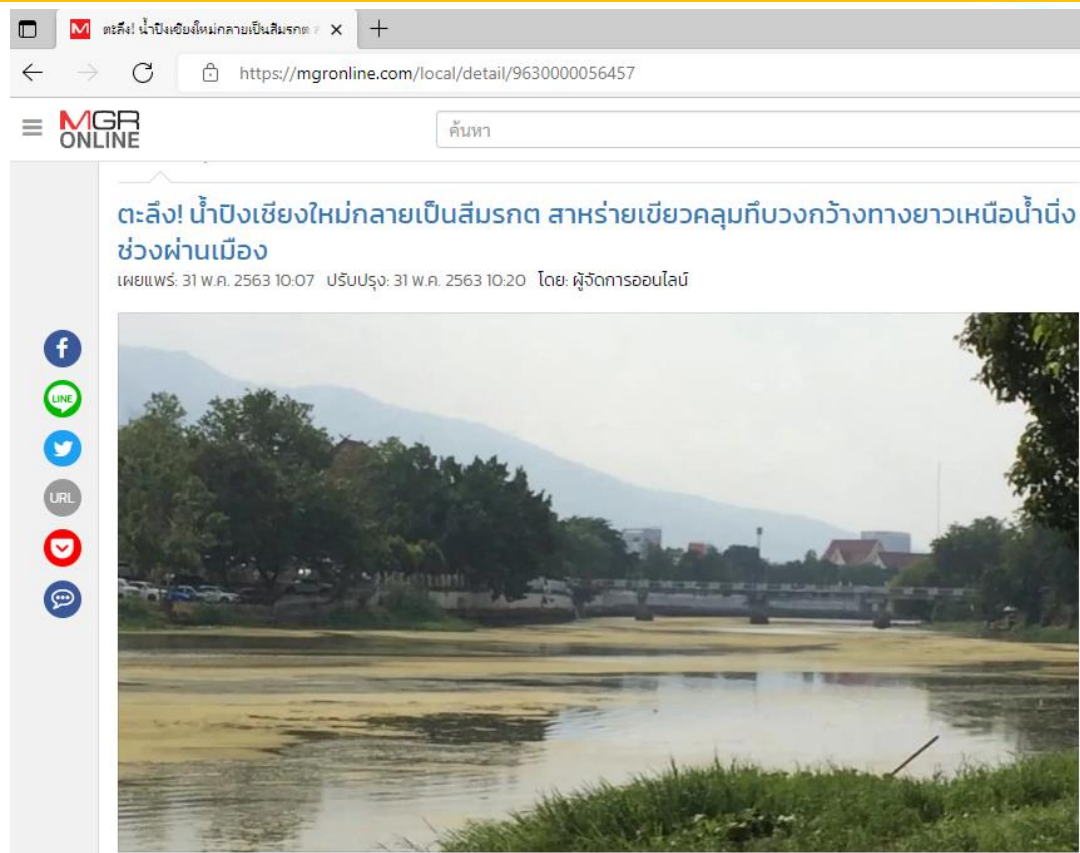 ตะลึง! น้ำปิงเชียงใหม่กลายเป็นสีมรกต ส
https://mgronline.com/local/detail/9630000056457
MGR
ONLINE
ค้นหา
ตะลึง! น้ำปิงเชียงใหม่กลายเป็นสีมรกต สาหร่ายเขียวคลุมทึบวงกว้างทางยาวเหนือน้ำนิ่ง
ช่วงผ่านเมือง
เผยแพร่: 31 พ.ค. 2563 10:07 ปรับปรุง: 31 พ.ค. 2563 10:20 โดย: ผู้จัดการออนไลน์
f
LINE
URL